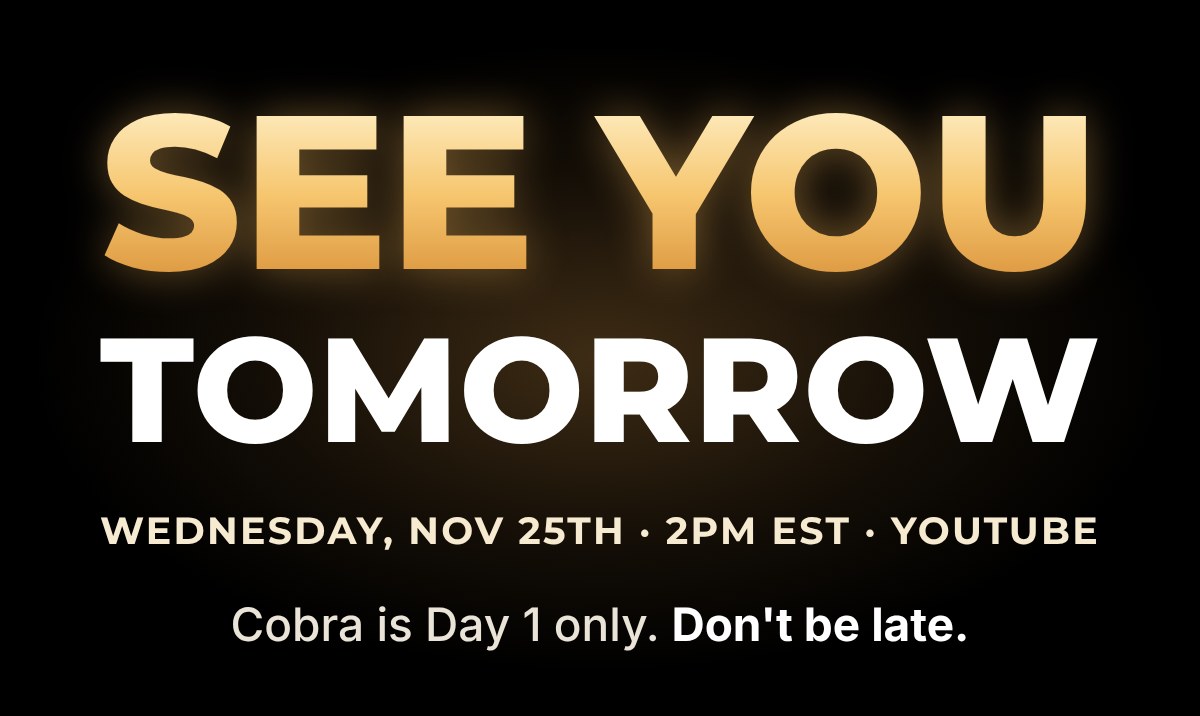 SEE YOU
TOMORROW
WEDNESDAY, NOV 25TH · 2PM EST · YOUTUBE
Cobra is Day 1 only. Don't be late.